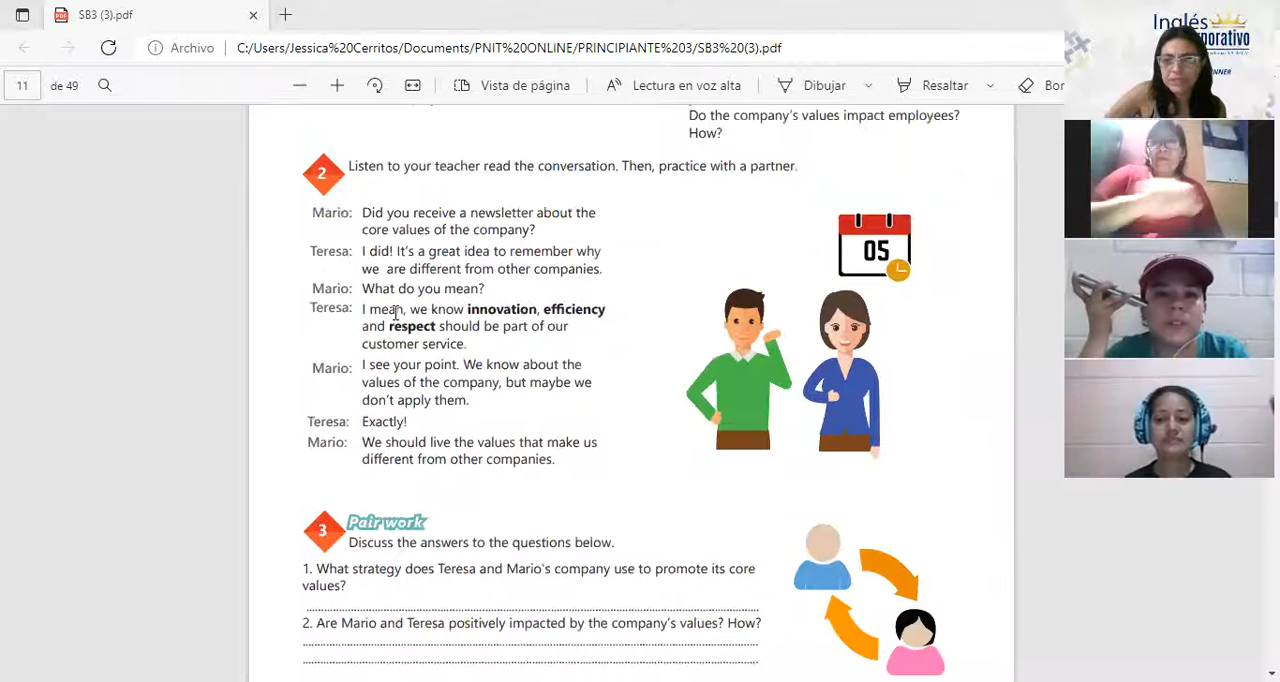 SB3 (3).pdf
Inglés
Corporativo
Archivo C:/Users/Jessica%20Cerritos/Documents/PNIT%20ONLINE/PRINCIPIANTE%203/SB3%20(3).pdf
11 de 49 Vista de página Lectura en voz alta Dibujar Resaltar Bor
Do the company's values impact employees?
How?
2 Listen to your teacher read the conversation. Then, practice with a partner.
Mario: Did you receive a newsletter about the
core values of the company?
05
Teresa: I did! It's a great idea to remember why
we are different from other companies.
Mario: What do you mean?
Teresa: I mean, we know innovation, efficiency
and respect should be part of our
customer service.
Mario: I see your point. We know about the
values of the company, but maybe we
don't apply them.
Teresa: Exactly!
Mario: We should live the values that make us
different from other companies.
3 Pair work
Discuss the answers to the questions below.
1. What strategy does Teresa and Mario's company use to promote its core
values?
2. Are Mario and Teresa positively impacted by the company's values? How?